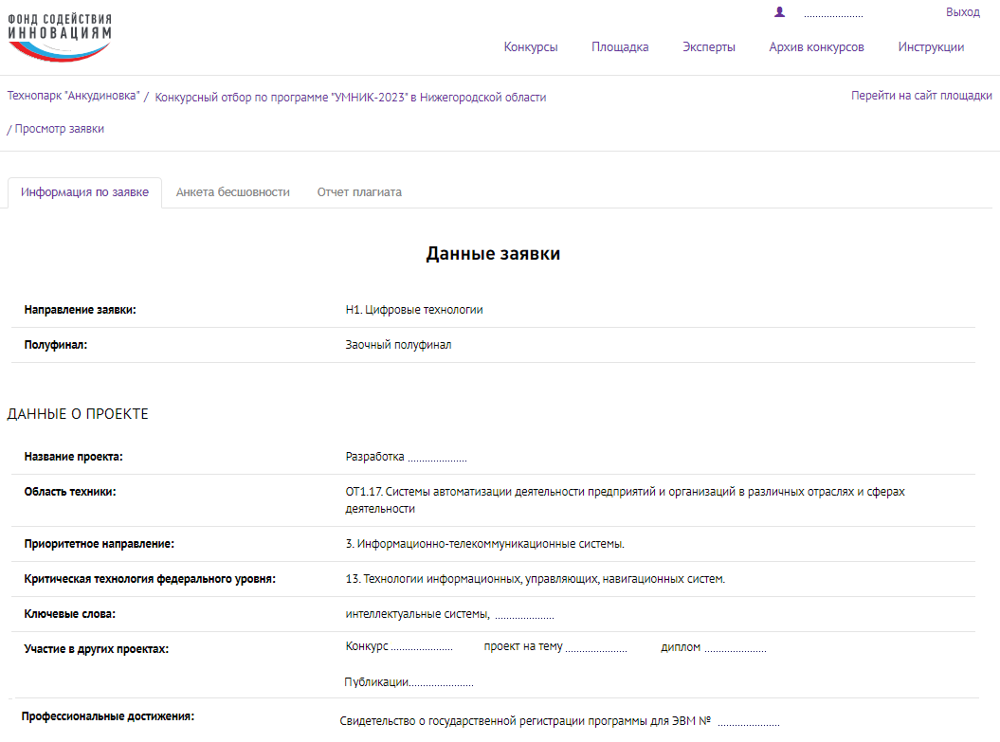 ФОНД СОДЕЙСТВИЯ
ИННОВАЦИЯМ
..................... Выход
Конкурсы Площадка Эксперты Архив конкурсов Инструкции
Технопарк "Анкудиновка" / Конкурсный отбор по программе "УМНИК-2023" в Нижегородской области Перейти на сайт площадки
/ Просмотр заявки
Информация по заявке Анкета бесшовности Отчет плагиата
Данные заявки
Направление заявки: Н1. Цифровые технологии
Полуфинал: Заочный полуфинал
ДАННЫЕ О ПРОЕКТЕ
Название проекта: Разработка .....................
Область техники: ОТ1.17. Системы автоматизации деятельности предприятий и организаций в различных отраслях и сферах
деятельности
Приоритетное направление: 3. Информационно-телекоммуникационные системы.
Критическая технология федерального уровня: 13. Технологии информационных, управляющих, навигационных систем.
Ключевые слова: интеллектуальные системы, .....................
Участие в других проектах: Конкурс ...................... проект на тему ...................... диплом ......................
Публикации.......................
Профессиональные достижения: Свидетельство о государственной регистрации программы для ЭВМ № ......................